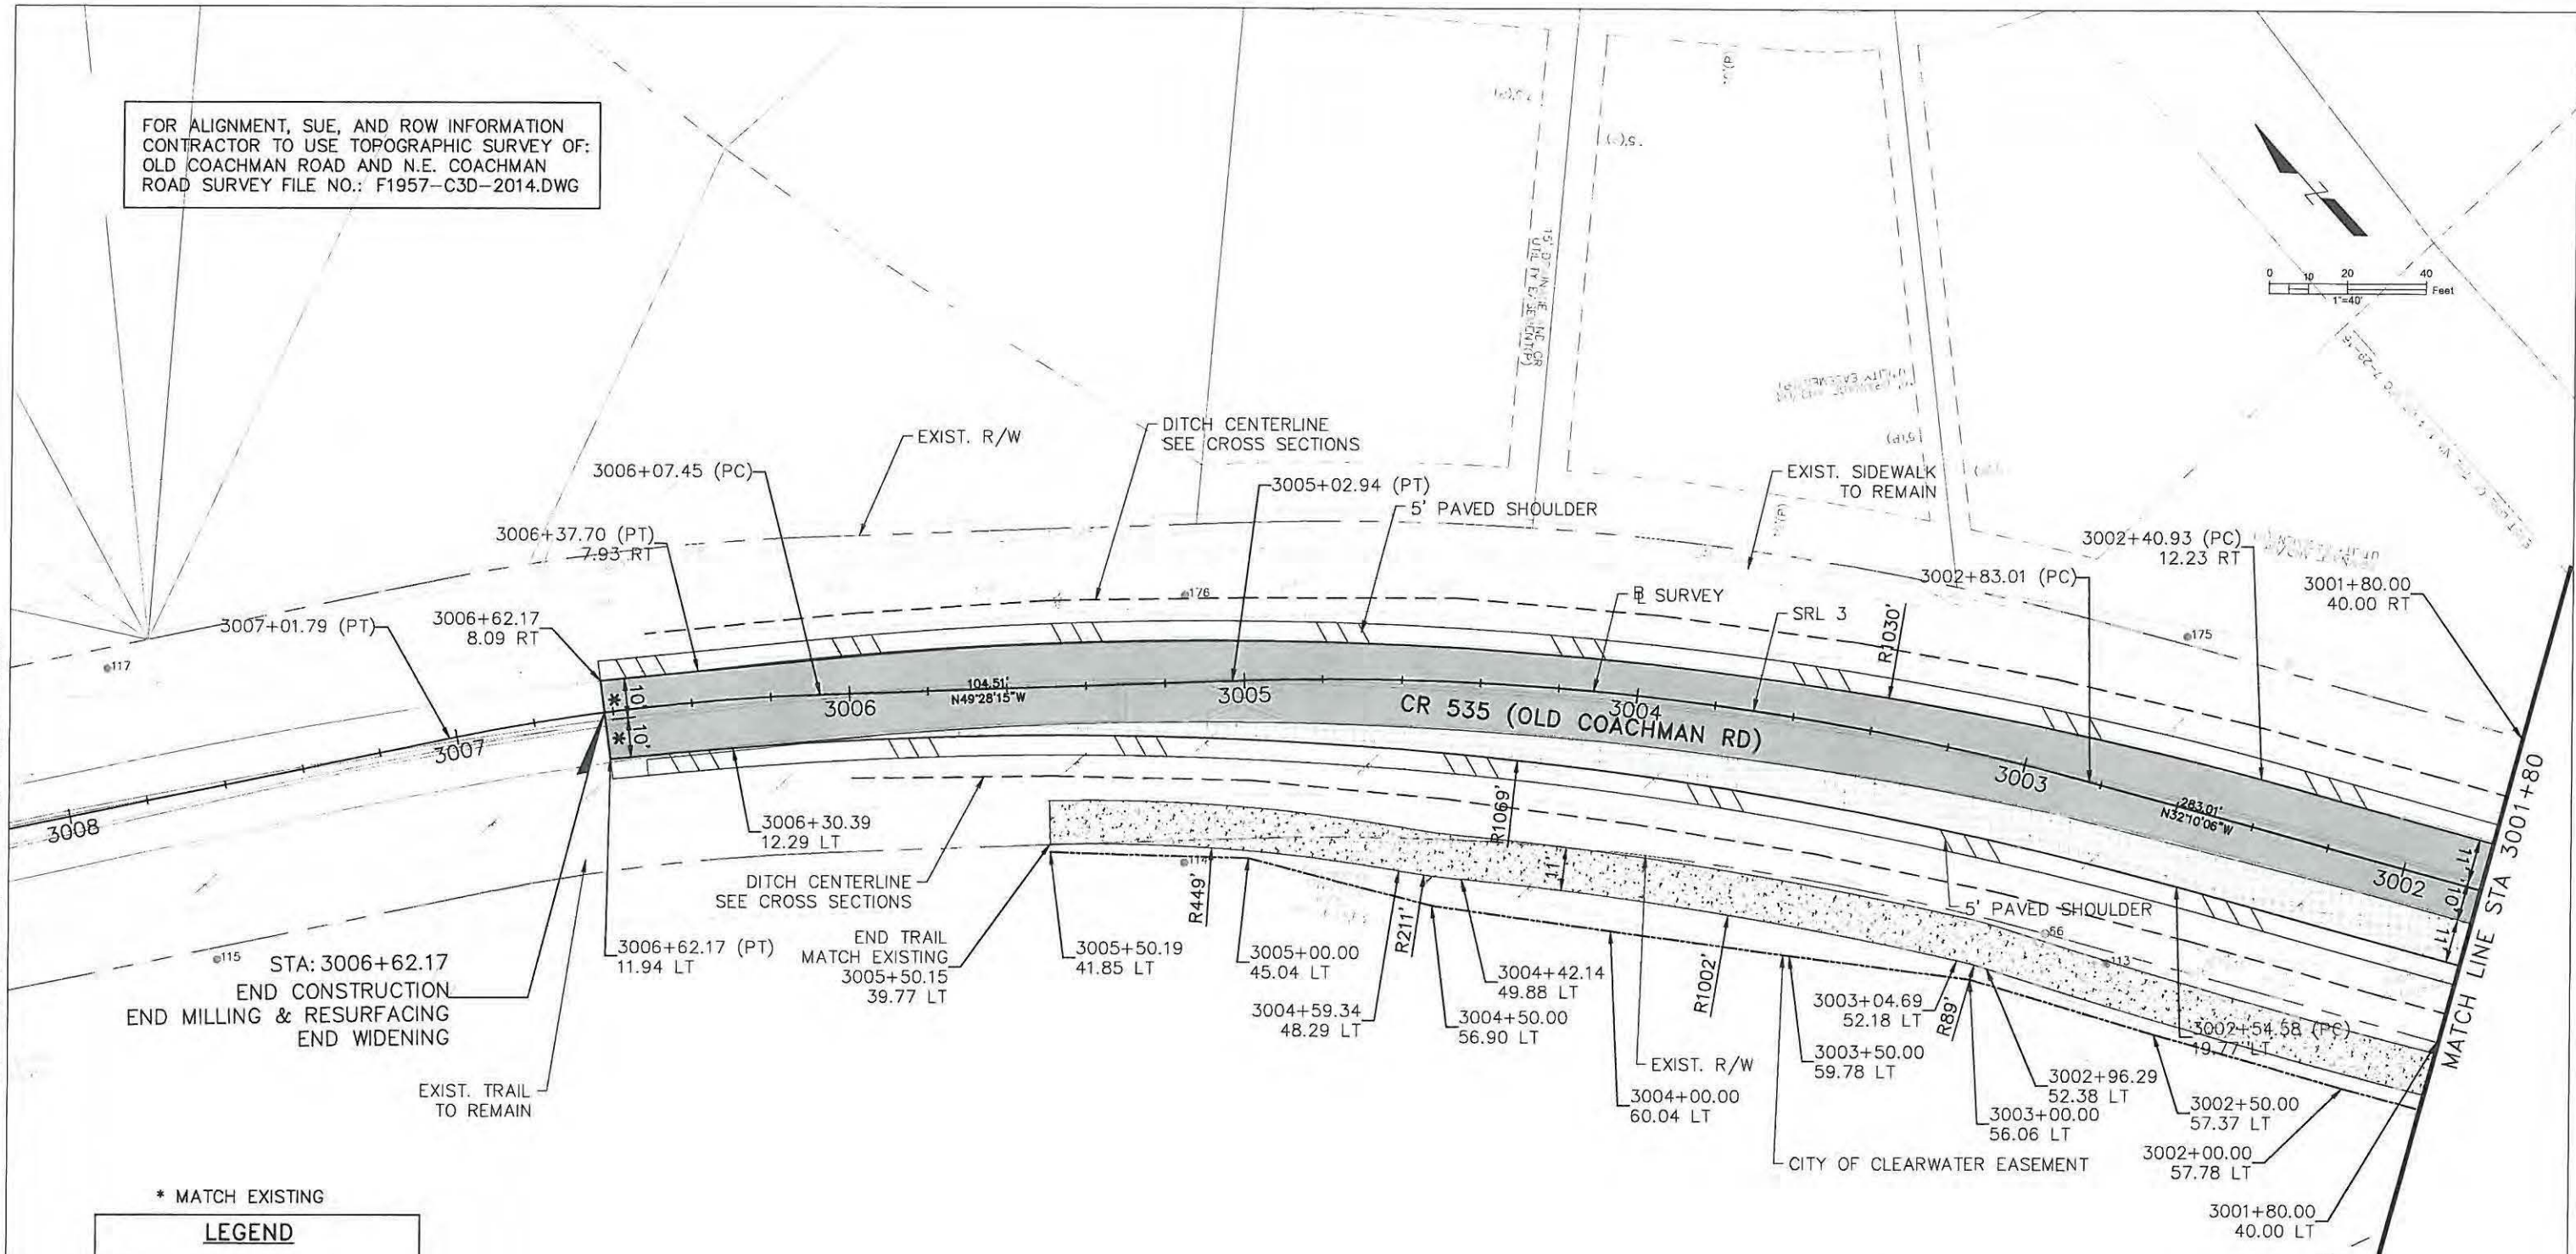 FOR ALIGNMENT, SUE, AND ROW INFORMATION
CONTRACTOR TO USE TOPOGRAPHIC SURVEY OF:
OLD COACHMAN ROAD AND N.E. COACHMAN
ROAD SURVEY FILE NO.: F1957-C3D-2014.DWG
0 10 20 40
Feet
1"=40'
EXIST. R/W
DITCH CENTERLINE
SEE CROSS SECTIONS
3006+07.45 (PC)
3005+02.94 (PT)
5' PAVED SHOULDER
EXIST. SIDEWALK
TO REMAIN
3006+37.70 (PT)
7.93 RT
3002+40.93 (PC)
12.23 RT
3002+83.01 (PC)
3001+80.00
40.00 RT
176
℄ SURVEY
SRL 3
R1030'
175
3007+01.79 (PT)
3006+62.17
8.09 RT
117
10'
10'
*
*
104.51'
N49°28'15"W
3008
3007
3006
3005
3004
3003
3002
CR 535 (OLD COACHMAN RD)
283.01'
N32°10'06"W
11'
10'
11'
MATCH LINE STA 3001+80
3006+30.39
12.29 LT
DITCH CENTERLINE
SEE CROSS SECTIONS
114
R449'
R1069'
11'
R211'
R1002'
R89'
5' PAVED SHOULDER
56
113
115
STA: 3006+62.17
END CONSTRUCTION
END MILLING & RESURFACING
END WIDENING
3006+62.17 (PT)
11.94 LT
END TRAIL
MATCH EXISTING
3005+50.15
39.77 LT
3005+50.19
41.85 LT
3005+00.00
45.04 LT
3004+59.34
48.29 LT
3004+50.00
56.90 LT
3004+42.14
49.88 LT
EXIST. R/W
3004+00.00
60.04 LT
3003+50.00
59.78 LT
3003+04.69
52.18 LT
3003+00.00
56.06 LT
3002+96.29
52.38 LT
3002+54.58 (PC)
19.77 LT
3002+50.00
57.37 LT
3002+00.00
57.78 LT
3001+80.00
40.00 LT
CITY OF CLEARWATER EASEMENT
EXIST. TRAIL
TO REMAIN
* MATCH EXISTING
LEGEND